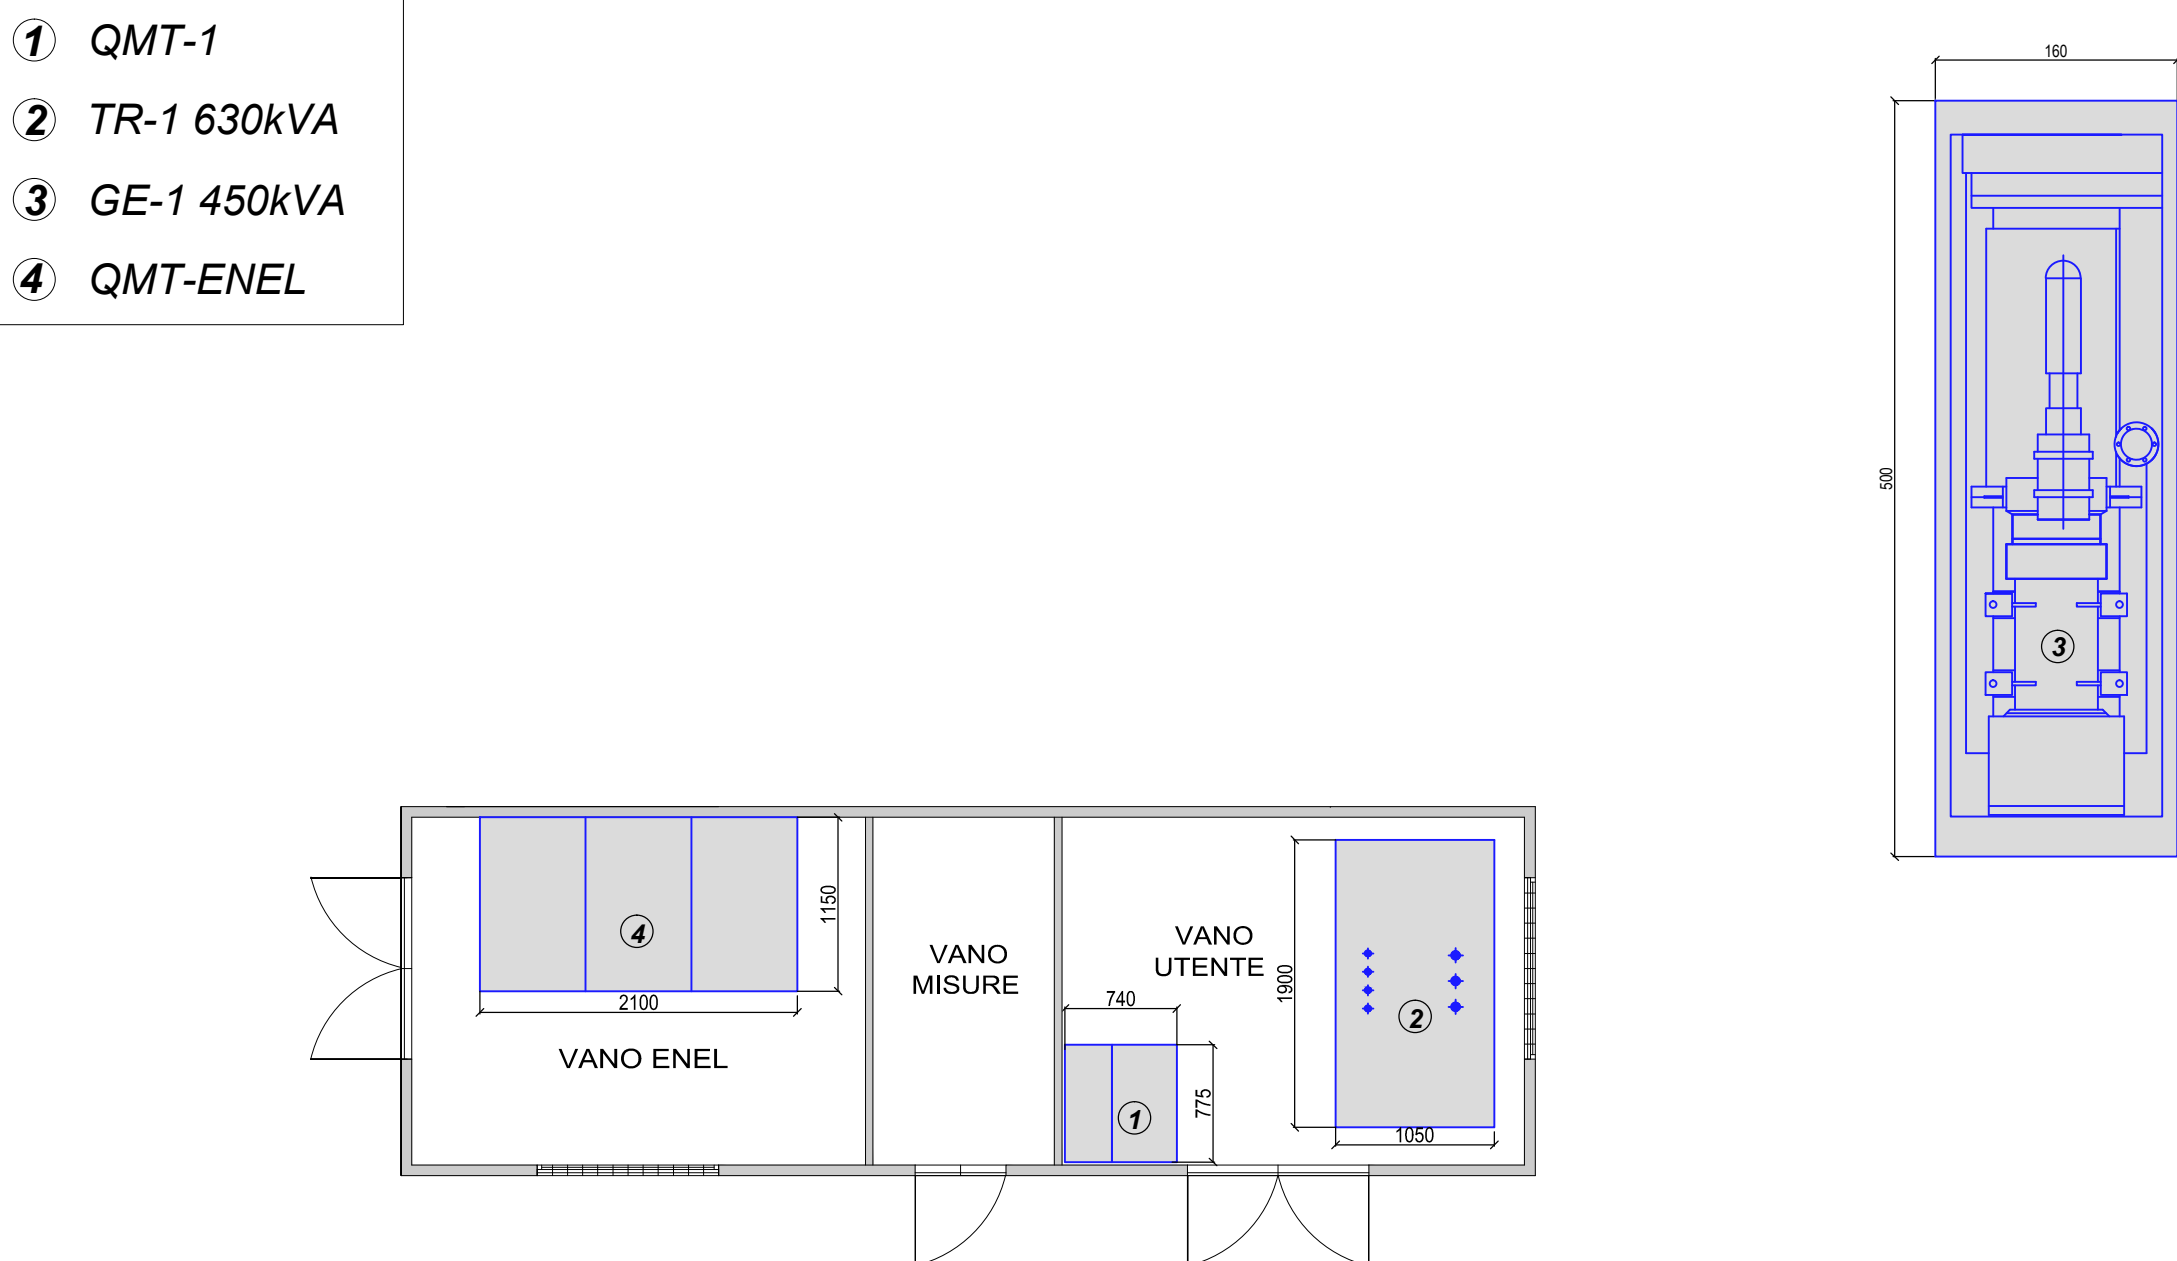 1 QMT-1
2 TR-1 630kVA
3 GE-1 450kVA
4 QMT-ENEL
160
500
3
1150
4
2100
VANO ENEL
VANO
MISURE
VANO
UTENTE
740
775
1
1900
2
1050